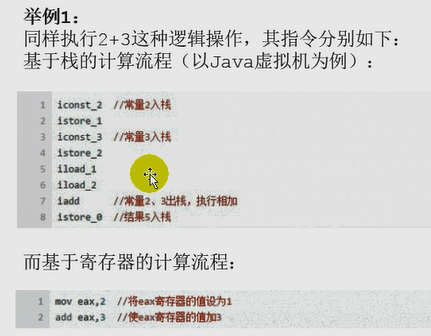 举例1：
同样执行2+3这种逻辑操作，其指令分别如下：
基于栈的计算流程（以Java虚拟机为例）：
1 iconst_2 //常量2入栈
2 istore_1
3 iconst_3 //常量3入栈
4 istore_2
5 iload_1
6 iload_2
7 iadd //常量2、3出栈，执行相加
8 istore_0 //结果5入栈
而基于寄存器的计算流程：
1 mov eax,2 //将eax寄存器的值设为1
2 add eax,3 //使eax寄存器的值加3